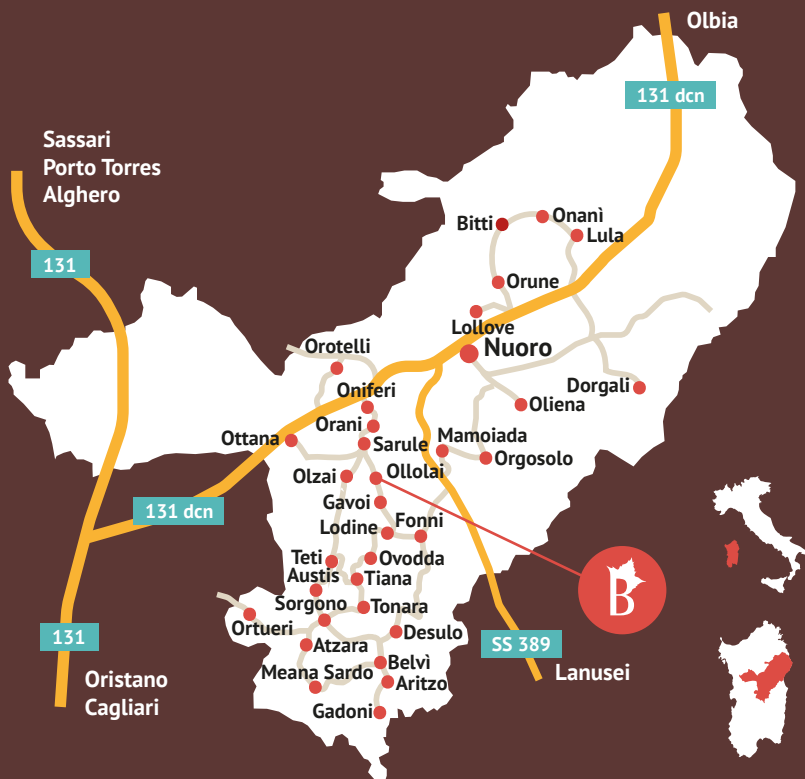 Olbia
131 dcn
Sassari
Porto Torres
Alghero
131
Bitti
Onanì
Lula
Orune
Lollove
Nuoro
Orotelli
Oniferi
Dorgali
Oliena
Orani
Ottana
Sarule
Mamoiada
Orgosolo
Olzai
Ollolai
Gavoi
131 dcn
Lodine
Fonni
Teti
Ovodda
Austis
Tiana
Sorgono
Tonara
Ortueri
Desulo
131
SS 389
Atzara
Belvì
Meana Sardo
Aritzo
Lanusei
Oristano
Cagliari
Gadoni
B